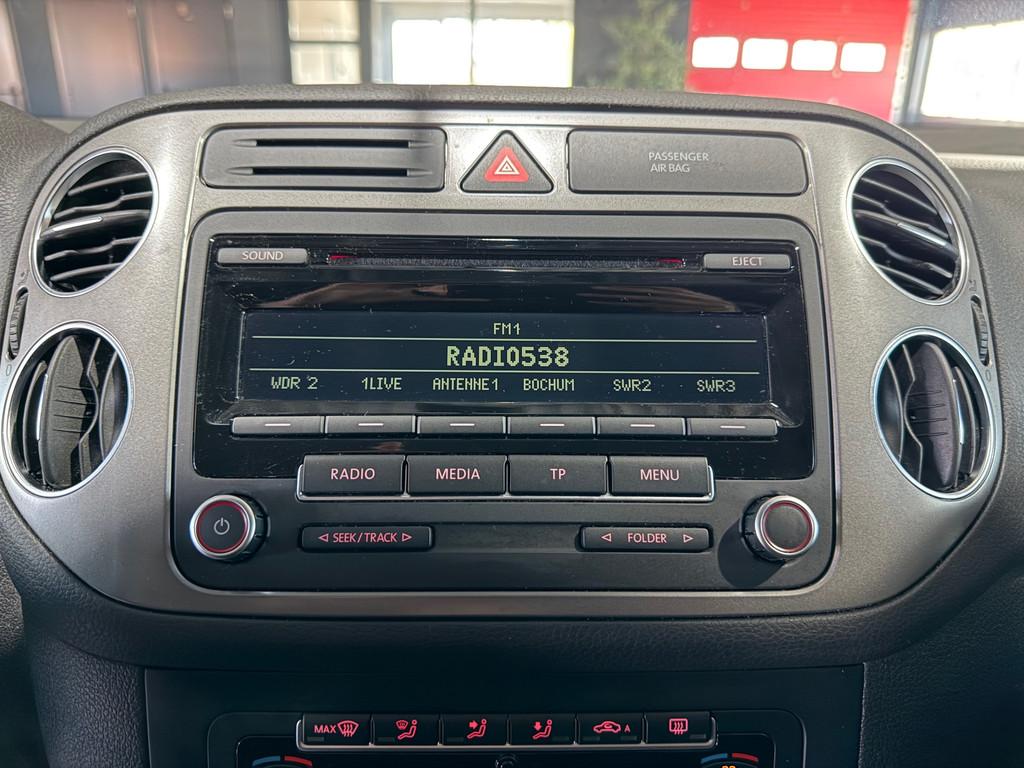 PASSENGER
AIR BAG
SOUND
EJECT
FM1
RADIO538
WDR 2 1LIVE ANTENNE1 BOCHUM SWR2 SWR3
RADIO MEDIA TP MENU
SEEK/TRACK FOLDER
MAX A